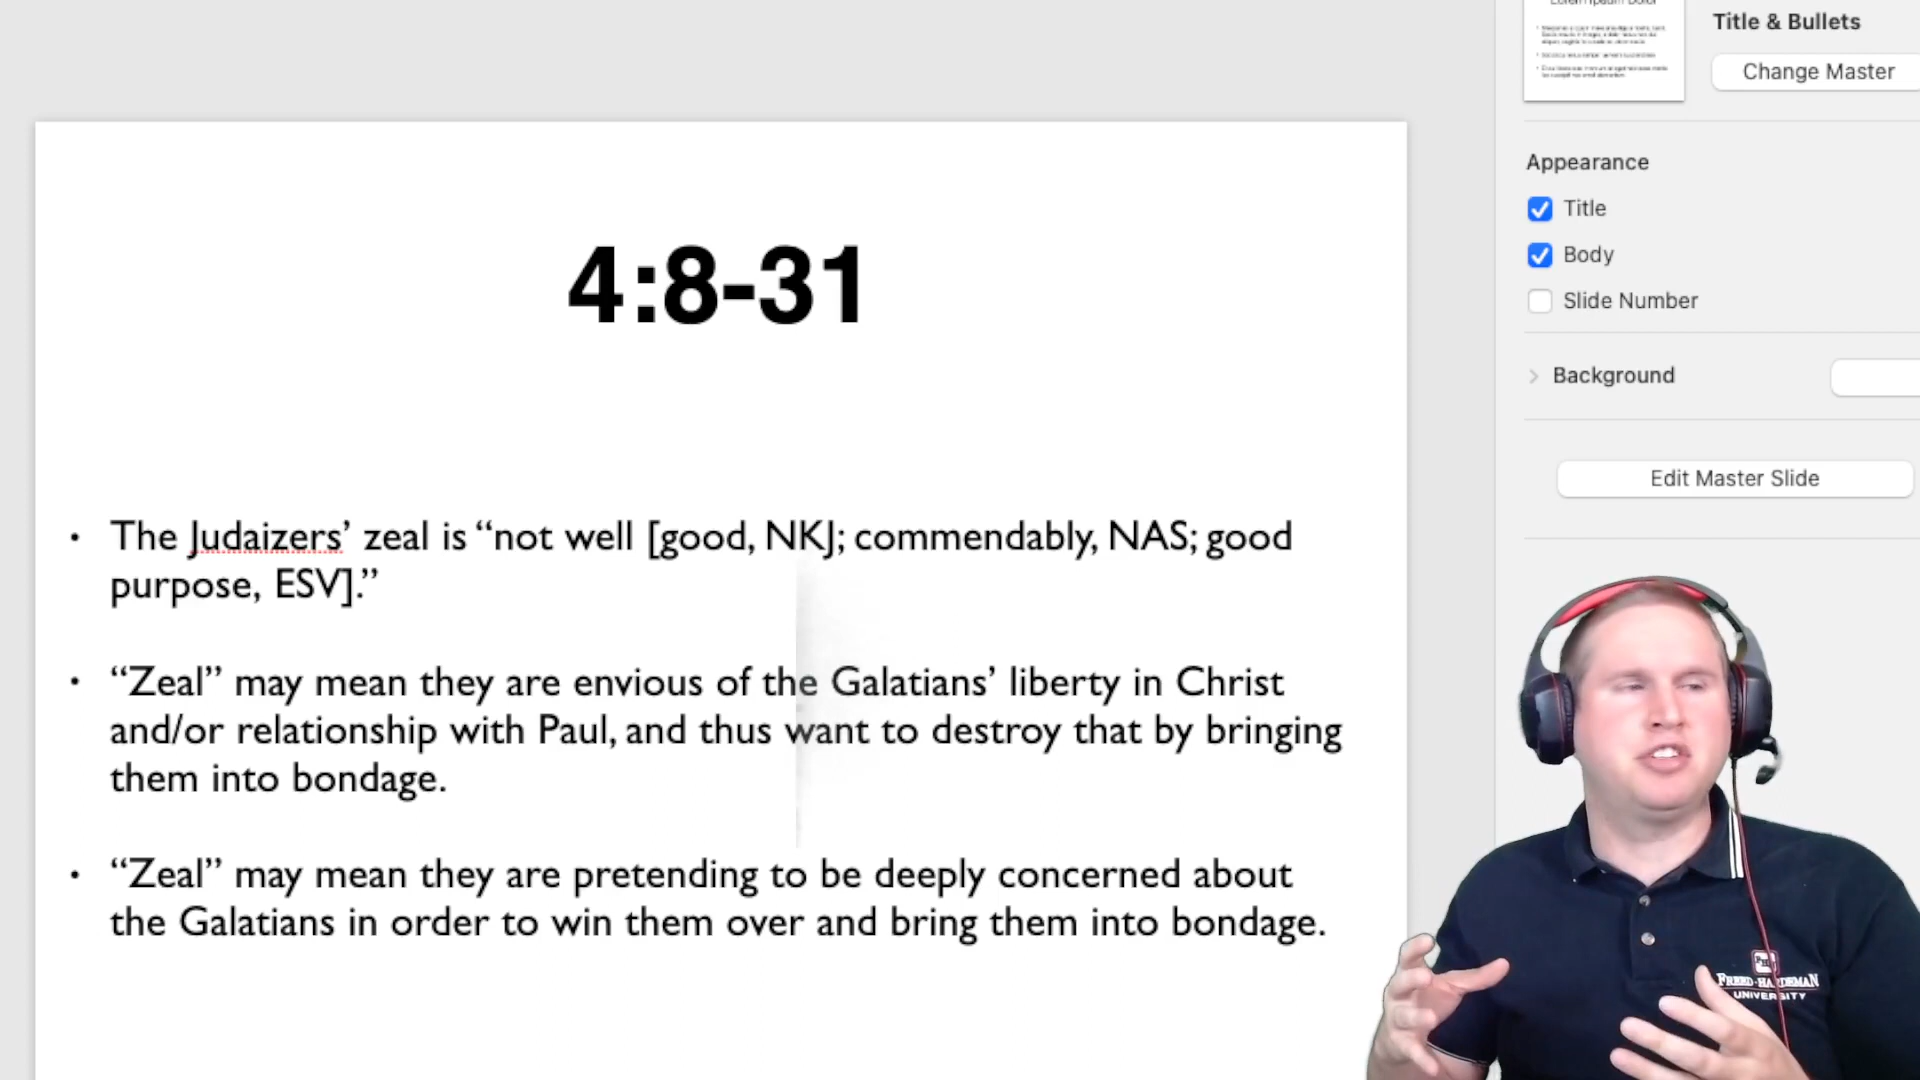 Title & Bullets
Change Master
Appearance
Title
Body
Slide Number
Background
Edit Master Slide
4:8-31
• The Judaizers’ zeal is “not well [good, NKJ; commendably, NAS; good
purpose, ESV].”
• “Zeal” may mean they are envious of the Galatians’ liberty in Christ
and/or relationship with Paul, and thus want to destroy that by bringing
them into bondage.
• “Zeal” may mean they are pretending to be deeply concerned about
the Galatians in order to win them over and bring them into bondage.
FREED-HARDEMAN
UNIVERSITY